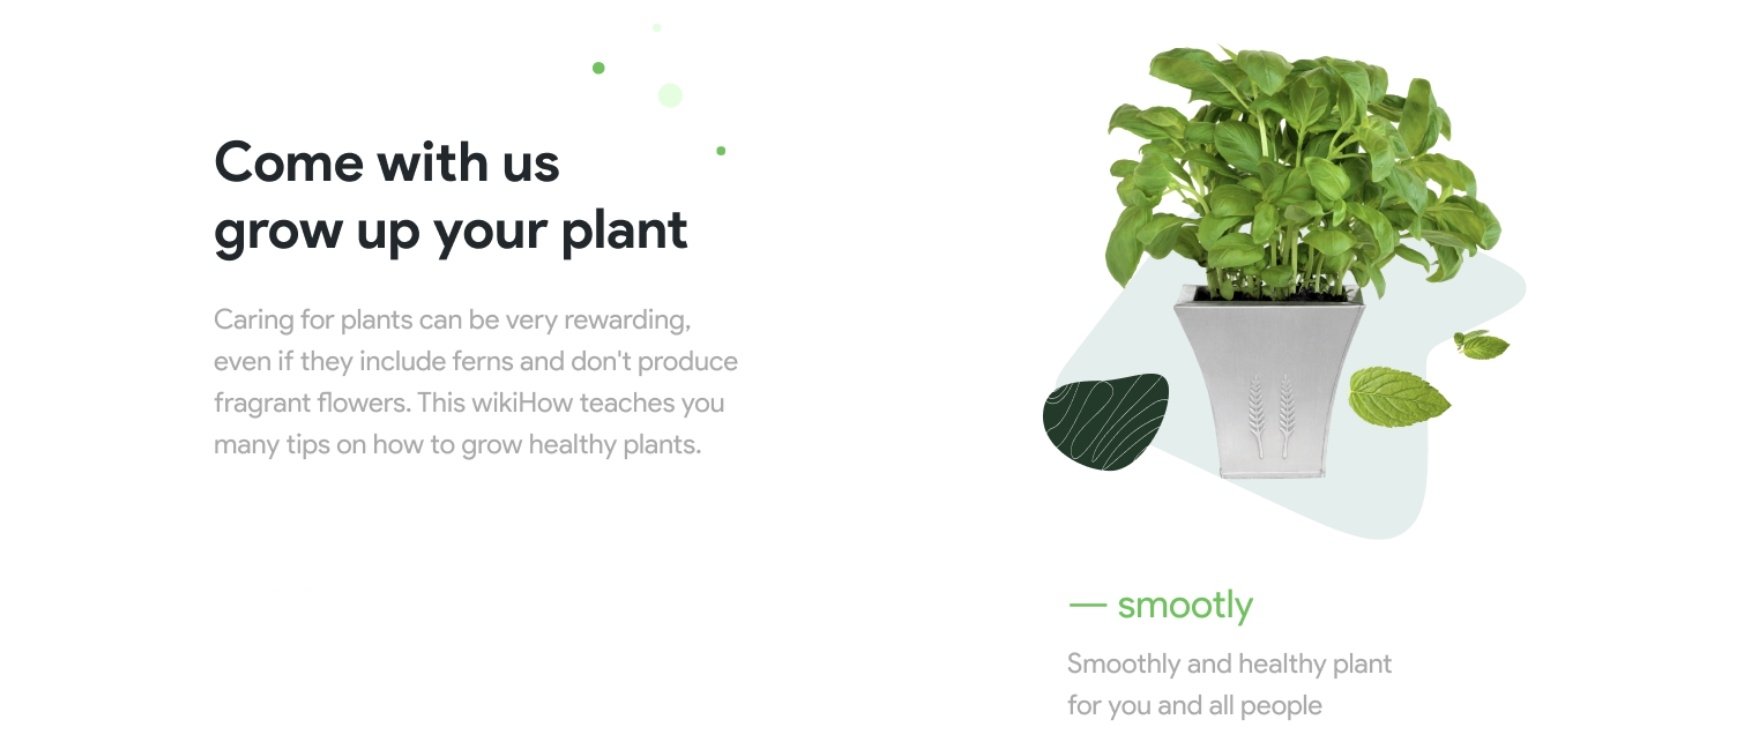 Come with us
grow up your plant
Caring for plants can be very rewarding,
even if they include ferns and don't produce
fragrant flowers. This wikiHow teaches you
many tips on how to grow healthy plants.
— smootly
Smoothly and healthy plant
for you and all people